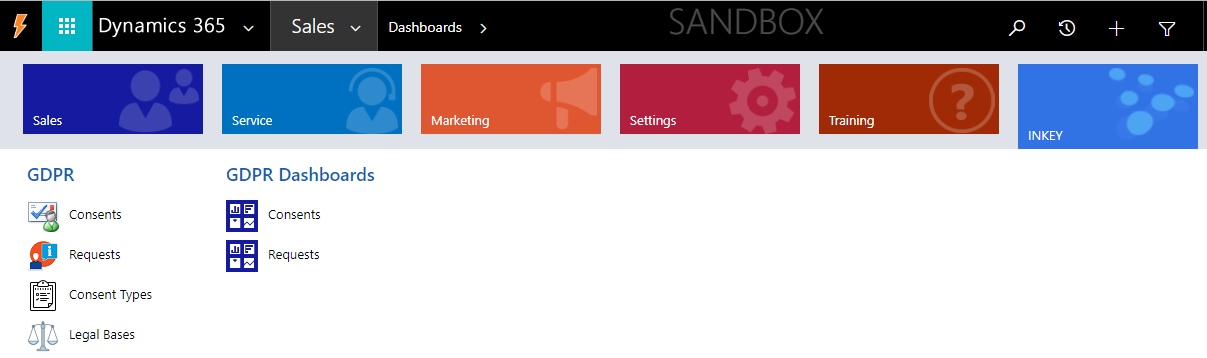 Dynamics 365 Sales Dashboards SANDBOX
Sales Service Marketing Settings Training INKEY
GDPR GDPR Dashboards
Consents Consents
Requests Requests
Consent Types
Legal Bases